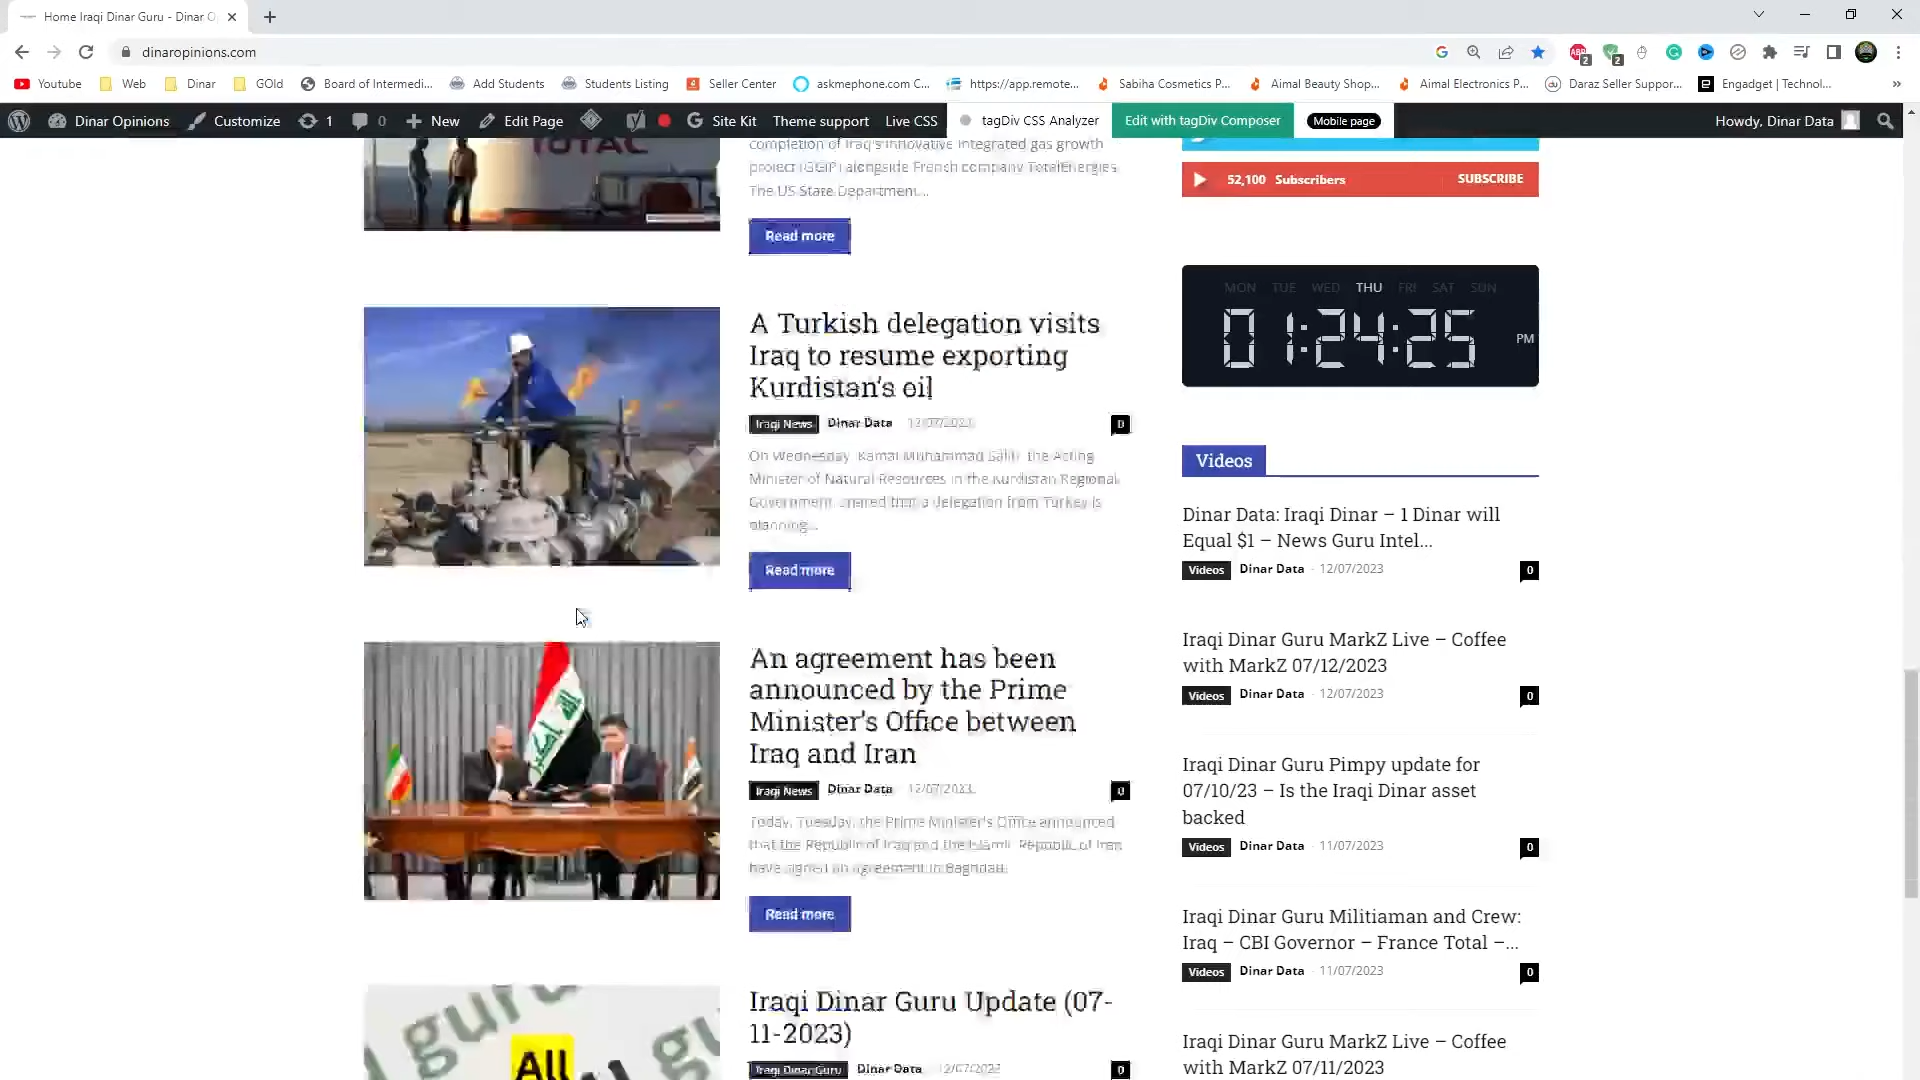 Home Iraqi Dinar Guru - Dinar O
dinaropinions.com
2
2
Youtube
Web
Dinar
GOld
Board of Intermedi...
Add Students
Students Listing
Seller Center
askmephone.com C...
https://app.remote...
Sabiha Cosmetics P...
Aimal Beauty Shop...
Aimal Electronics P...
Daraz Seller Suppor...
Engadget | Technol...
»
Dinar Opinions
Customize
1
0
New
Edit Page
Site Kit
Theme support
Live CSS
tagDiv CSS Analyzer
Edit with tagDiv Composer
Mobile page
Howdy, Dinar Data
TOTAL
completion of Iraq's innovative integrated gas growth
project (GGIP) alongside French company TotalEnergies
The US State Department...
Read more
A Turkish delegation visits
Iraq to resume exporting
Kurdistan's oil
Iraqi News Dinar Data - 12/07/2023 0
On Wednesday, Kamal Muhammad Salih, the Acting
Minister of Natural Resources in the Kurdistan Regional
Government, shared that a delegation from Turkey is
planning...
Read more
An agreement has been
announced by the Prime
Minister's Office between
Iraq and Iran
Iraqi News Dinar Data - 12/07/2023 0
Today, Tuesday, the Prime Minister's Office announced
that the Republic of Iraq and the Islamic Republic of Iran
have signed an agreement in Baghdad.
Read more
guru
gu
All
Iraqi Dinar Guru Update (07-
11-2023)
Iraqi Dinar Guru Dinar Data - 12/07/2023 0
52,100 Subscribers SUBSCRIBE
MON TUE WED THU FRI SAT SUN
01:24:25 PM
Videos
Dinar Data: Iraqi Dinar – 1 Dinar will
Equal $1 – News Guru Intel...
Videos Dinar Data - 12/07/2023 0
Iraqi Dinar Guru MarkZ Live – Coffee
with MarkZ 07/12/2023
Videos Dinar Data - 12/07/2023 0
Iraqi Dinar Guru Pimpy update for
07/10/23 – Is the Iraqi Dinar asset
backed
Videos Dinar Data - 11/07/2023 0
Iraqi Dinar Guru Militiaman and Crew:
Iraq – CBI Governor – France Total –...
Videos Dinar Data - 11/07/2023 0
Iraqi Dinar Guru MarkZ Live – Coffee
with MarkZ 07/11/2023